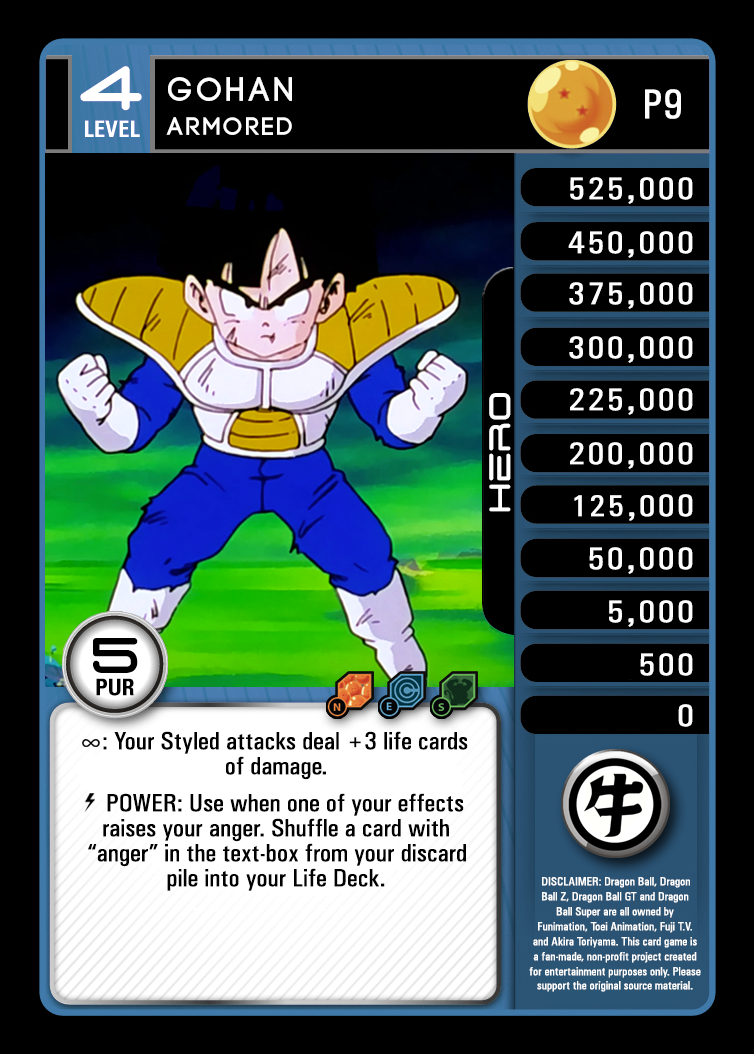 4
LEVEL
GOHAN
ARMORED
P9
525,000
450,000
375,000
300,000
225,000
200,000
125,000
50,000
5,000
500
0
HERO
5
PUR
N E S
∞: Your Styled attacks deal +3 life cards
of damage.
POWER: Use when one of your effects
raises your anger. Shuffle a card with
“anger” in the text-box from your discard
pile into your Life Deck.
牛
DISCLAIMER: Dragon Ball, Dragon
Ball Z, Dragon Ball GT and Dragon
Ball Super are all owned by
Funimation, Toei Animation, Fuji T.V.
and Akira Toriyama. This card game is
a fan-made, non-profit project created
for entertainment purposes only. Please
support the original source material.